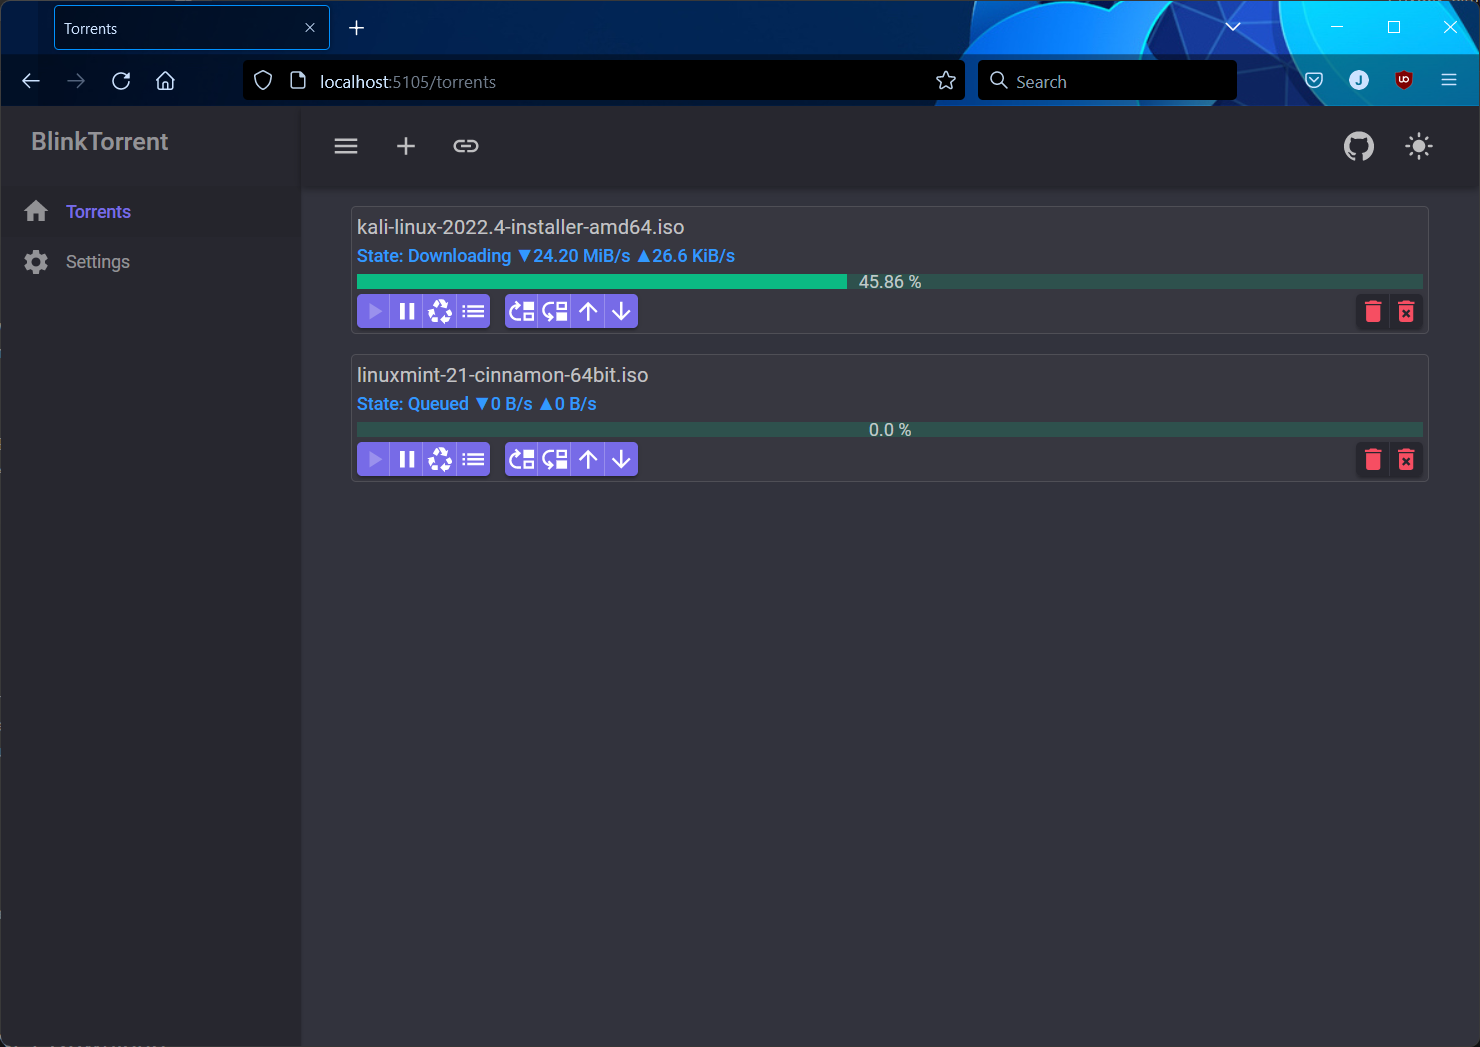 Torrents
localhost:5105/torrents
Search
J
BlinkTorrent
Torrents
Settings
kali-linux-2022.4-installer-amd64.iso
State: Downloading ▼24.20 MiB/s ▲26.6 KiB/s
45.86 %
linuxmint-21-cinnamon-64bit.iso
State: Queued ▼0 B/s ▲0 B/s
0.0 %